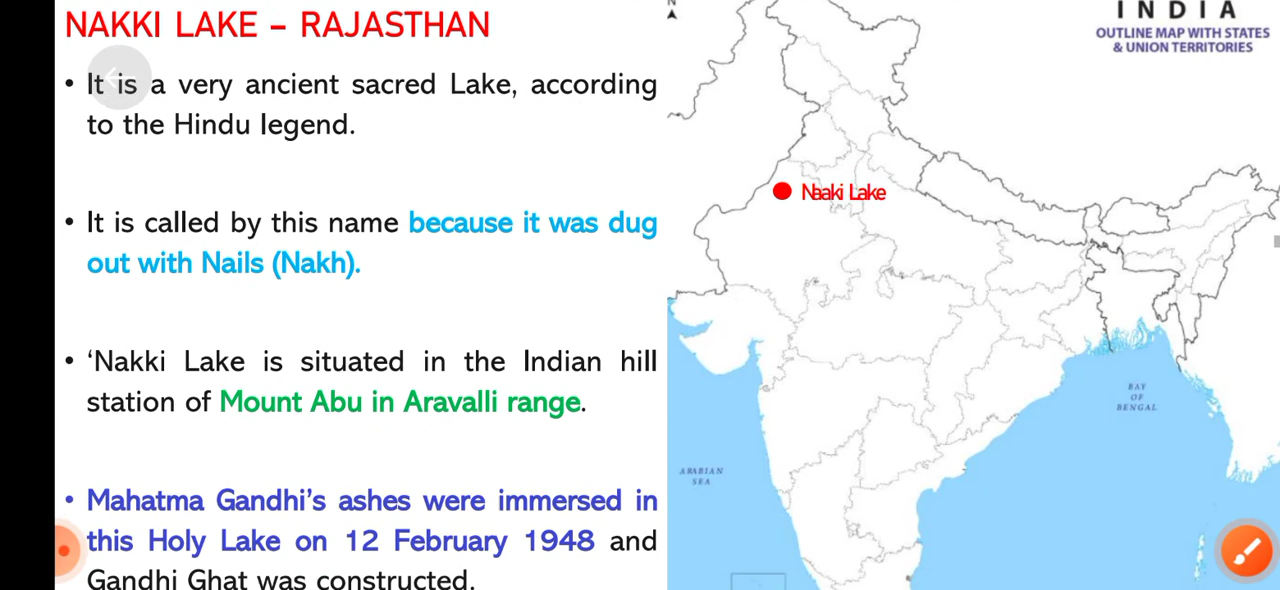 NAKKI LAKE – RAJASTHAN
• It is a very ancient sacred Lake, according
to the Hindu legend.
• It is called by this name because it was dug
out with Nails (Nakh).
• ‘Nakki Lake is situated in the Indian hill
station of Mount Abu in Aravalli range.
• Mahatma Gandhi’s ashes were immersed in
this Holy Lake on 12 February 1948 and
Gandhi Ghat was constructed.
N
INDIA
OUTLINE MAP WITH STATES
& UNION TERRITORIES
Naaki Lake
BAY
OF
BENGAL
ARABIAN
SEA